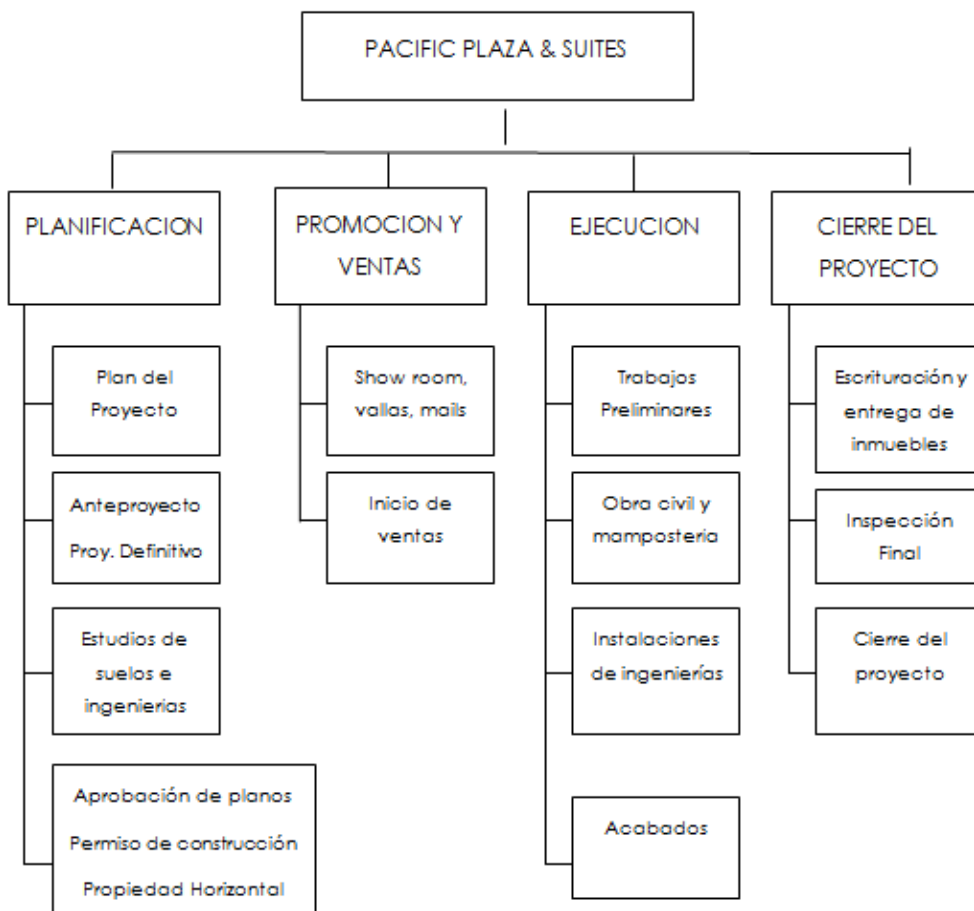 PACIFIC PLAZA & SUITES
PLANIFICACION
PROMOCION Y
VENTAS
EJECUCION
CIERRE DEL
PROYECTO
Plan del
Proyecto
Anteproyecto
Proy. Definitivo
Estudios de
suelos e
ingenierias
Aprobación de planos
Permiso de construcción
Propiedad Horizontal
Show room,
vallas, mails
Inicio de
ventas
Trabajos
Preliminares
Obra civil y
mamposteria
Instalaciones
de ingenierías
Acabados
Escrituración y
entrega de
inmuebles
Inspección
Final
Cierre del
proyecto